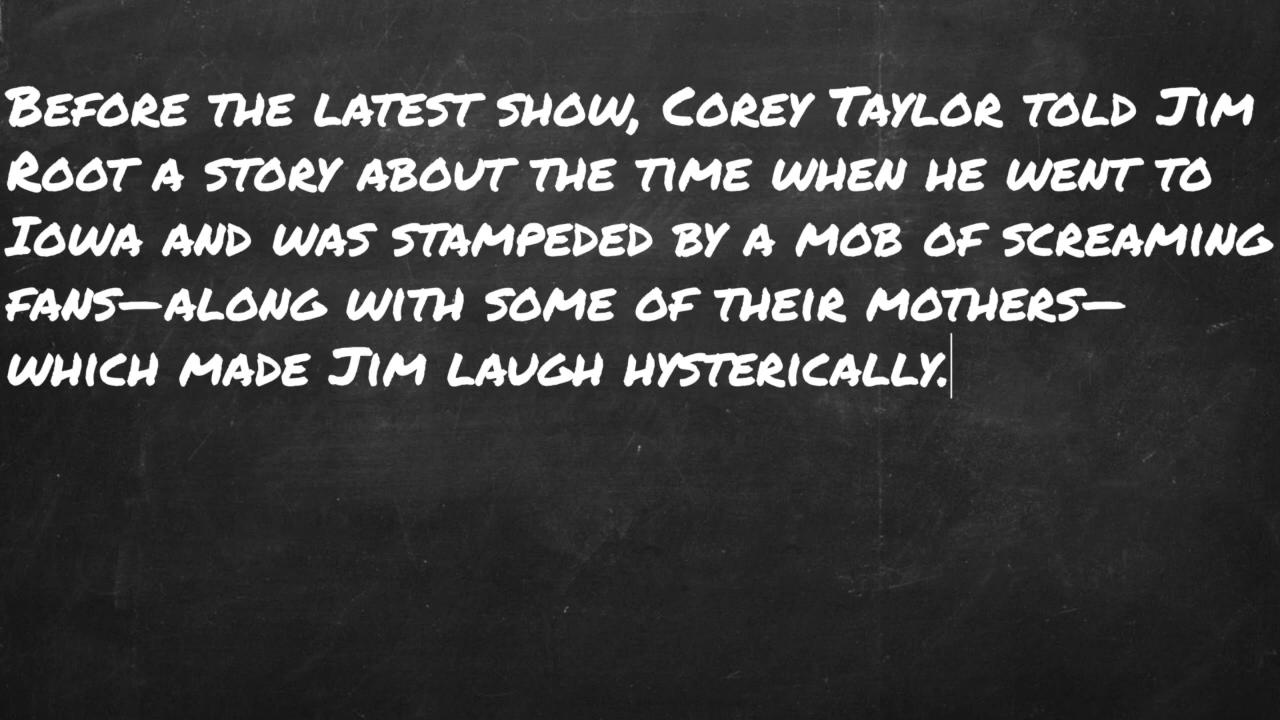 Before the latest show, Corey Taylor told Jim
Root a story about the time when he went to
Iowa and was stampeded by a mob of screaming
fans—along with some of their mothers—
which made Jim laugh hysterically.